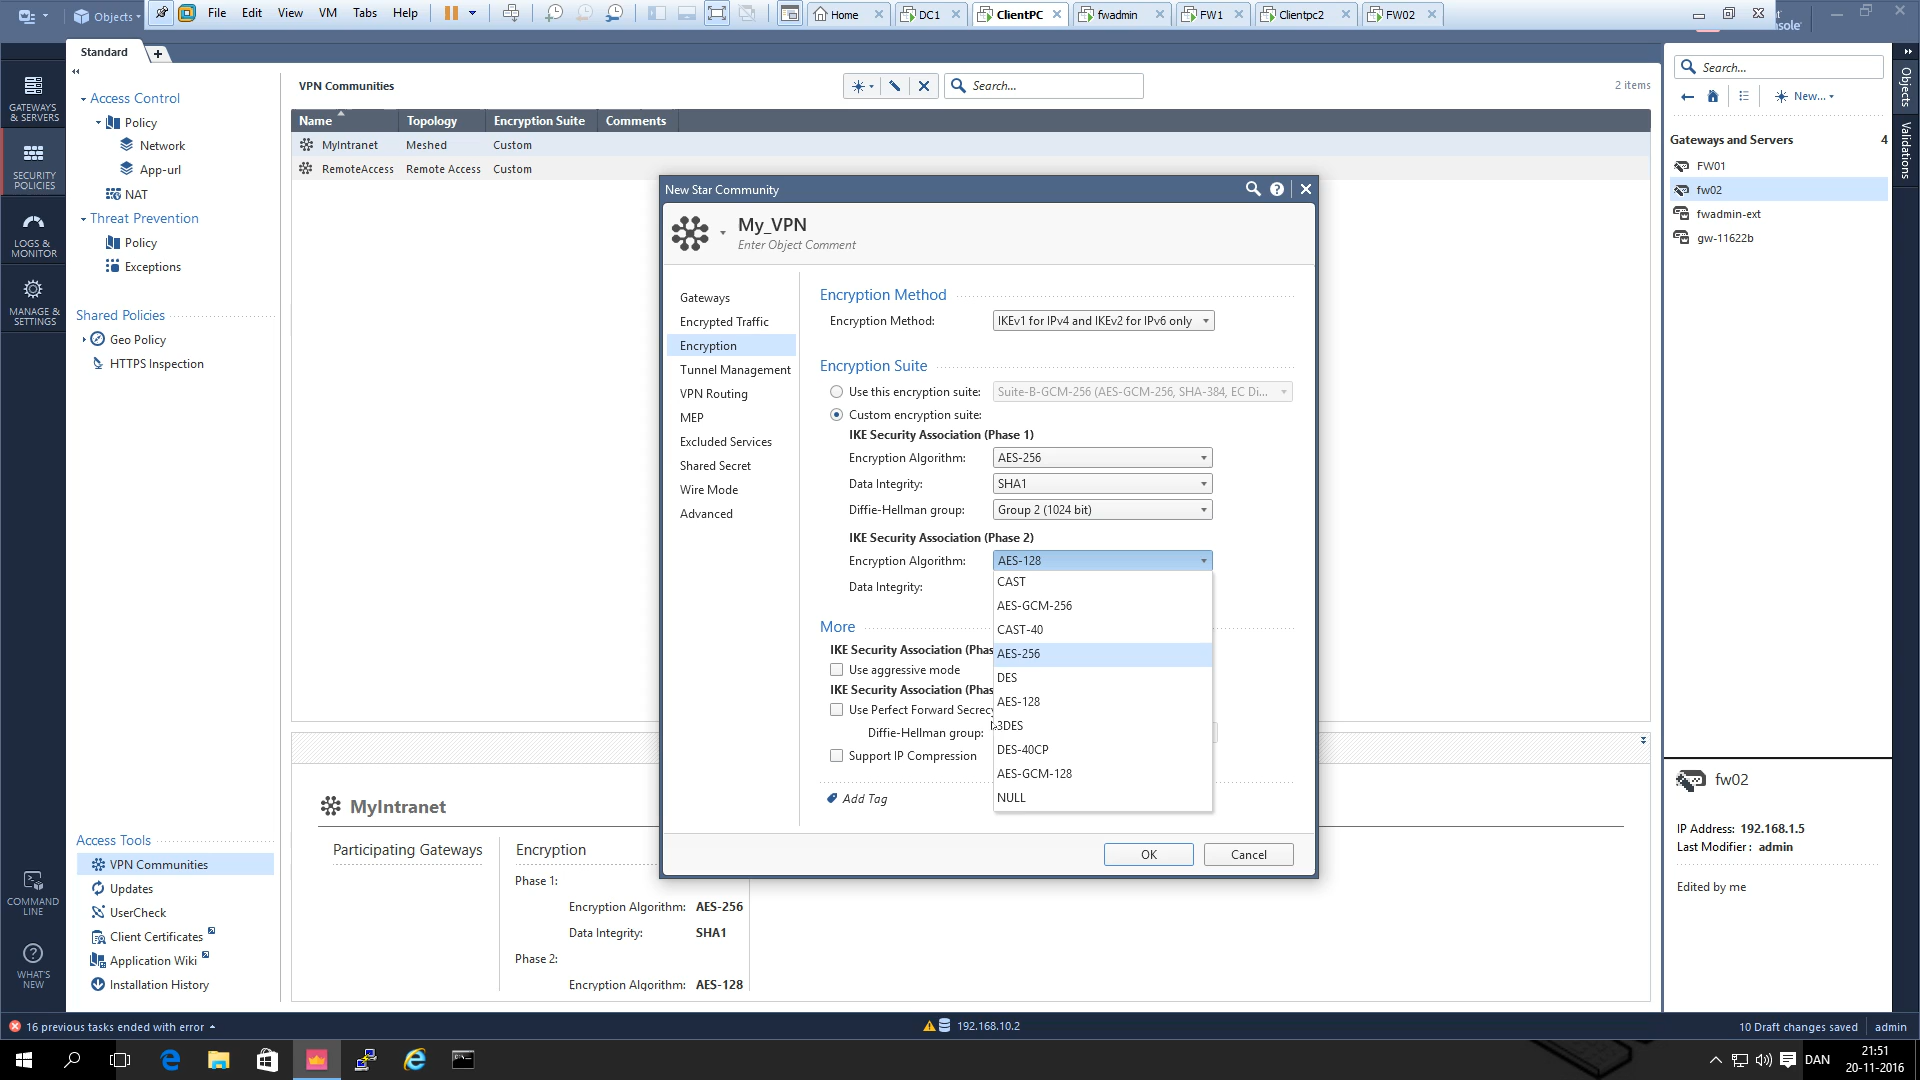 Objects
File Edit View VM Tabs Help
Home DC1 ClientPC fwadmin FW1 Clientpc2 FW02
Standard
GATEWAYS & SERVERS
SECURITY POLICIES
LOGS & MONITOR
MANAGE & SETTINGS
COMMAND LINE
WHAT'S NEW
Access Control
Policy
Network
App-url
NAT
Threat Prevention
Policy
Exceptions
Shared Policies
Geo Policy
HTTPS Inspection
Access Tools
VPN Communities
Updates
UserCheck
Client Certificates
Application Wiki
Installation History
VPN Communities
Search...
2 items
Name Topology Encryption Suite Comments
MyIntranet Meshed Custom
RemoteAccess Remote Access Custom
New Star Community
My_VPN
Enter Object Comment
Gateways
Encrypted Traffic
Encryption
Tunnel Management
VPN Routing
MEP
Excluded Services
Shared Secret
Wire Mode
Advanced
Encryption Method
Encryption Method: IKEv1 for IPv4 and IKEv2 for IPv6 only
Encryption Suite
Use this encryption suite: Suite-B-GCM-256 (AES-GCM-256, SHA-384, EC Di...
Custom encryption suite:
IKE Security Association (Phase 1)
Encryption Algorithm: AES-256
Data Integrity: SHA1
Diffie-Hellman group: Group 2 (1024 bit)
IKE Security Association (Phase 2)
Encryption Algorithm: AES-128
Data Integrity:
CAST
AES-GCM-256
CAST-40
AES-256
DES
AES-128
3DES
DES-40CP
AES-GCM-128
NULL
More
IKE Security Association (Phas
Use aggressive mode
IKE Security Association (Phas
Use Perfect Forward Secrecy
Diffie-Hellman group:
Support IP Compression
Add Tag
OK Cancel
MyIntranet
Participating Gateways
Encryption
Phase 1:
Encryption Algorithm: AES-256
Data Integrity: SHA1
Phase 2:
Encryption Algorithm: AES-128
Search...
New...
Gateways and Servers 4
FW01
fw02
fwadmin-ext
gw-11622b
Objects
Validations
fw02
IP Address: 192.168.1.5
Last Modifier : admin
Edited by me
16 previous tasks ended with error
192.168.10.2
10 Draft changes saved admin
DAN
21:51
20-11-2016